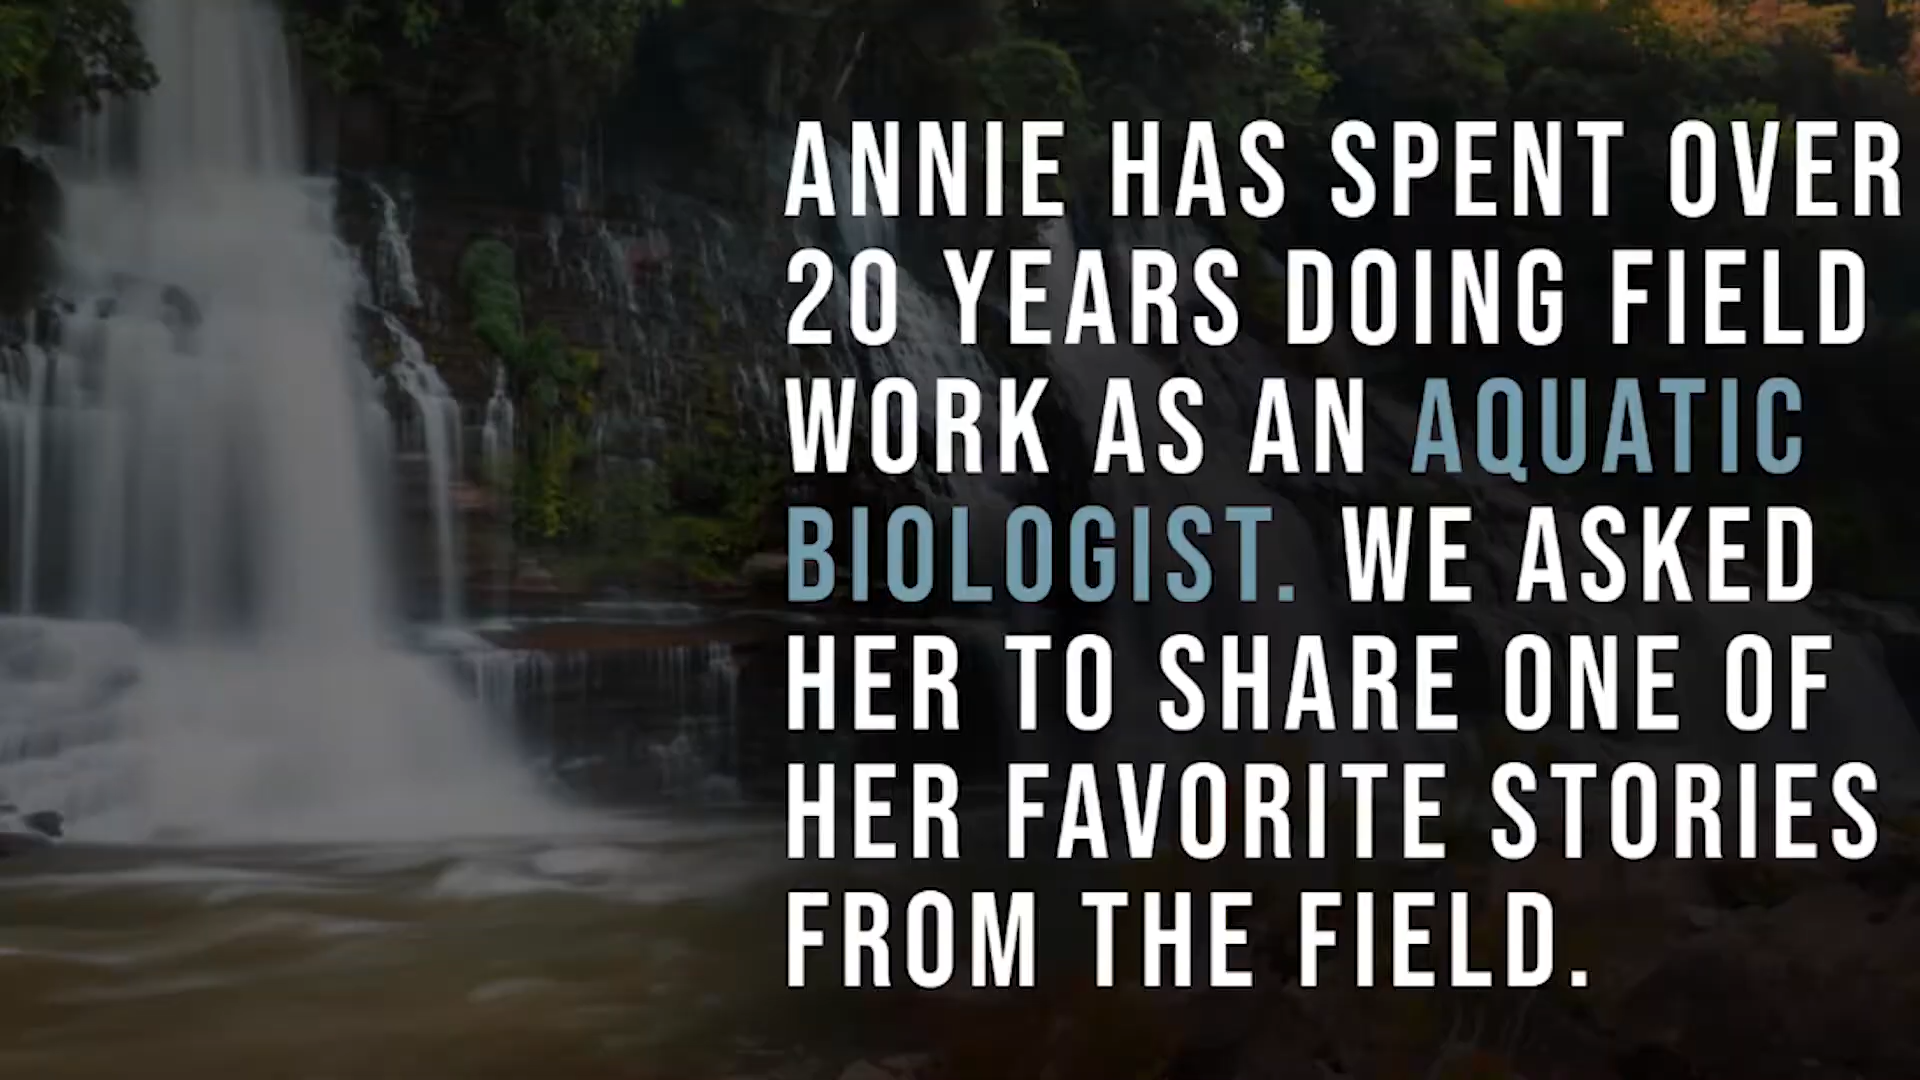 ANNIE HAS SPENT OVER
20 YEARS DOING FIELD
WORK AS AN AQUATIC
BIOLOGIST. WE ASKED
HER TO SHARE ONE OF
HER FAVORITE STORIES
FROM THE FIELD.